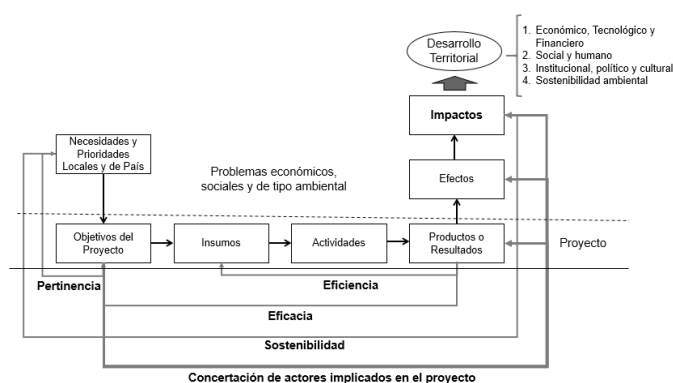 Desarrollo
Territorial
1. Económico, Tecnológico y
Financiero
2. Social y humano
3. Institucional, político y cultural
4. Sostenibilidad ambiental
Impactos
Necesidades y
Prioridades
Locales y de País
Problemas económicos,
sociales y de tipo ambiental
Efectos
Objetivos del
Proyecto
Insumos
Actividades
Productos o
Resultados
Proyecto
Pertinencia
Eficiencia
Eficacia
Sostenibilidad
Concertación de actores implicados en el proyecto